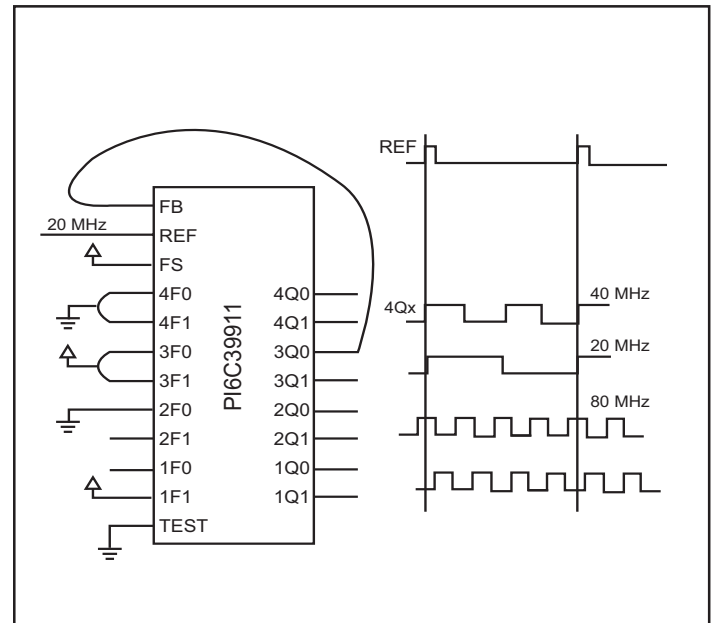 FB
20 MHz
REF
FS
4F0
4F1
3F0
3F1
2F0
2F1
1F0
1F1
TEST
PI6C39911
4Q0
4Q1
3Q0
3Q1
2Q0
2Q1
1Q0
1Q1
REF
4Qx
40 MHz
20 MHz
80 MHz